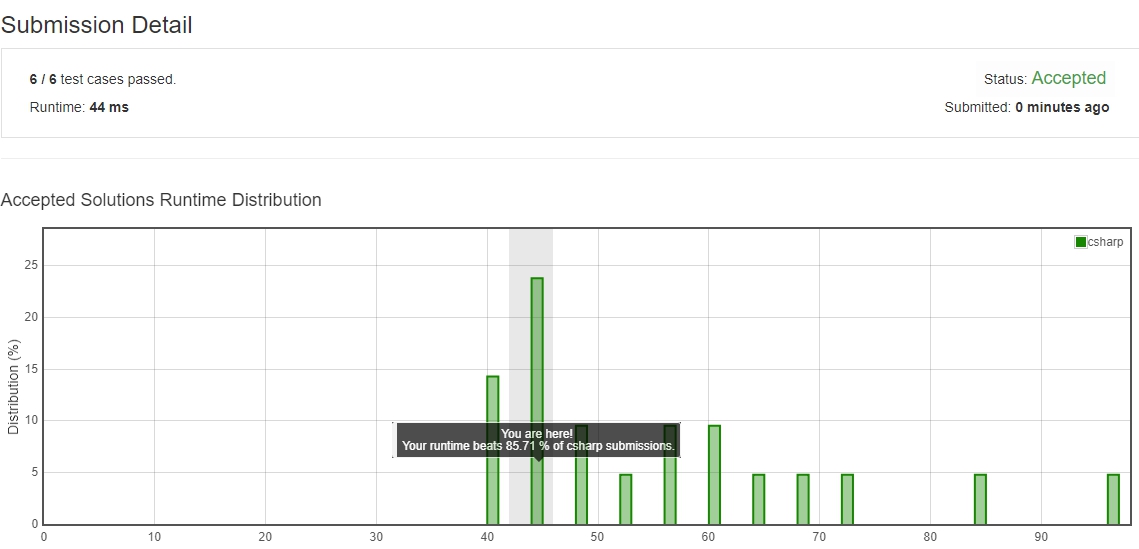 Submission Detail
6 / 6 test cases passed.
Status: Accepted
Runtime: 44 ms
Submitted: 0 minutes ago
Accepted Solutions Runtime Distribution
csharp
25
20
15
10
5
0
Distribution (%)
You are here!
Your runtime beats 85.71 % of csharp submissions.
0 10 20 30 40 50 60 70 80 90